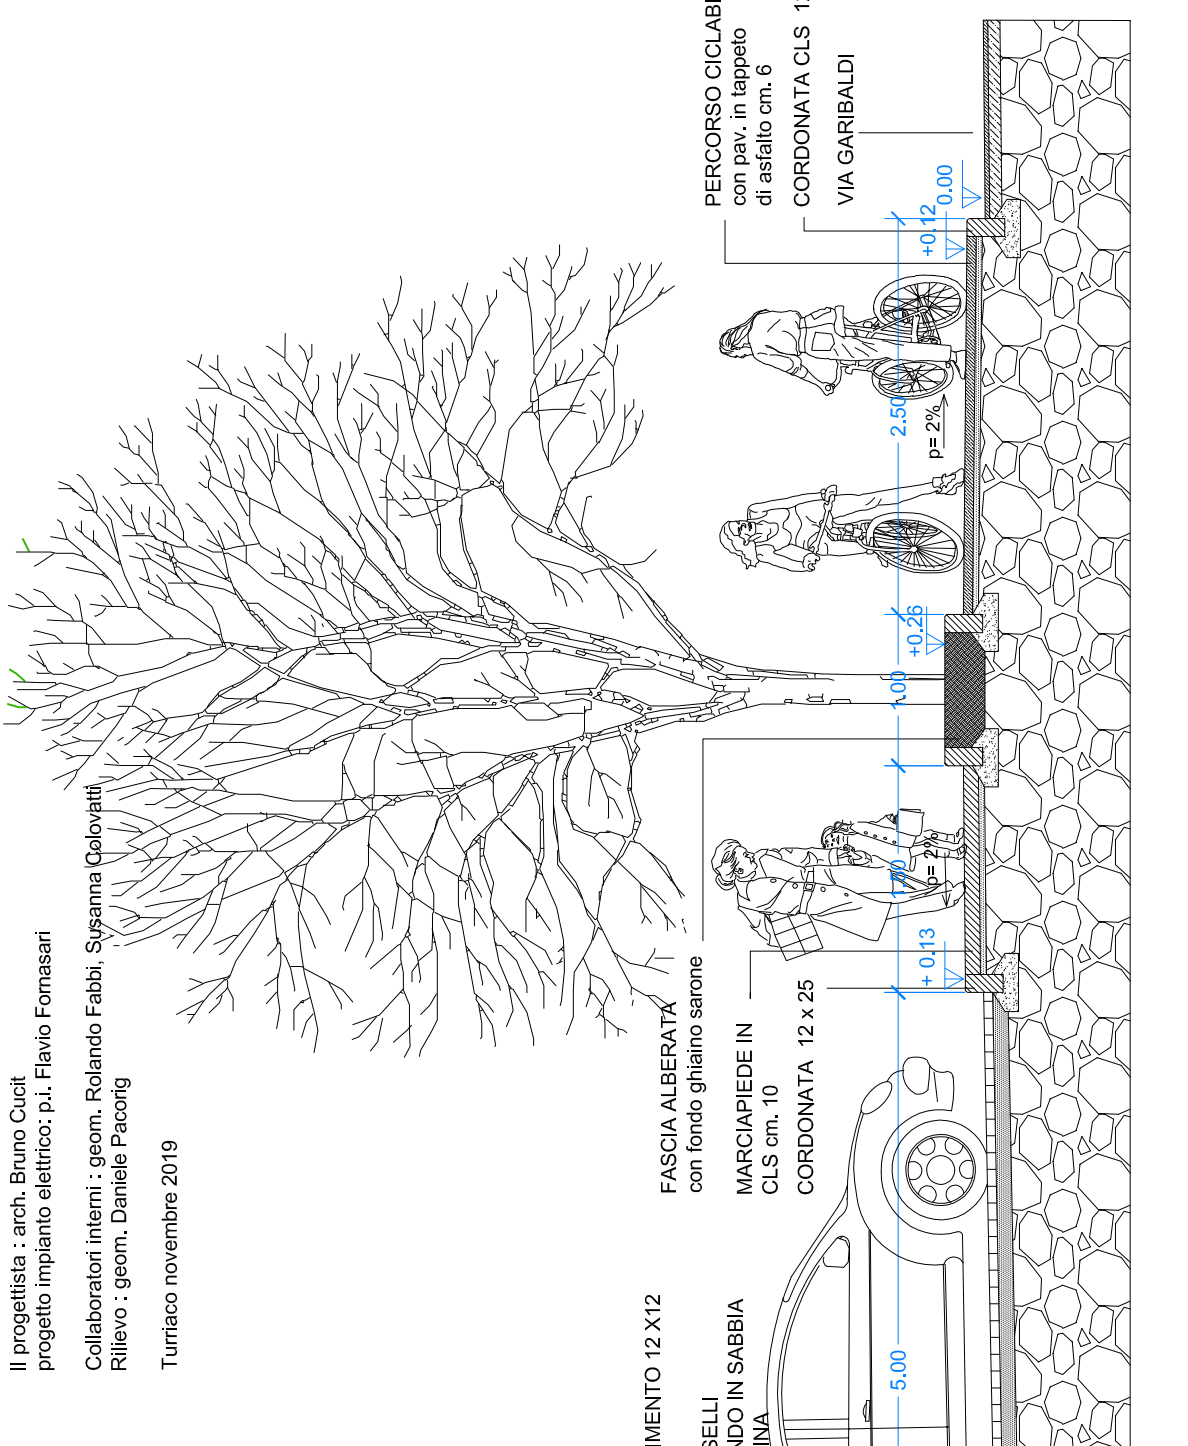 Il progettista : arch. Bruno Cucit
progetto impianto elettrico: p.i. Flavio Fornasari
Collaboratori interni : geom. Rolando Fabbi, Susanna Colovatti
Rilievo : geom. Daniele Pacorig
Turriaco novembre 2019
IMENTO 12 X12
SELLI
NDO IN SABBIA
INA
FASCIA ALBERATA
con fondo ghiaino sarone
MARCIAPIEDE IN
CLS cm. 10
CORDONATA 12 x 25
PERCORSO CICLABI
con pav. in tappeto
di asfalto cm. 6
CORDONATA CLS 12
VIA GARIBALDI
5.00
1.50
1.00
2.50
+ 0.13
p= 2%
+0.26
p= 2%
+0.12
0.00